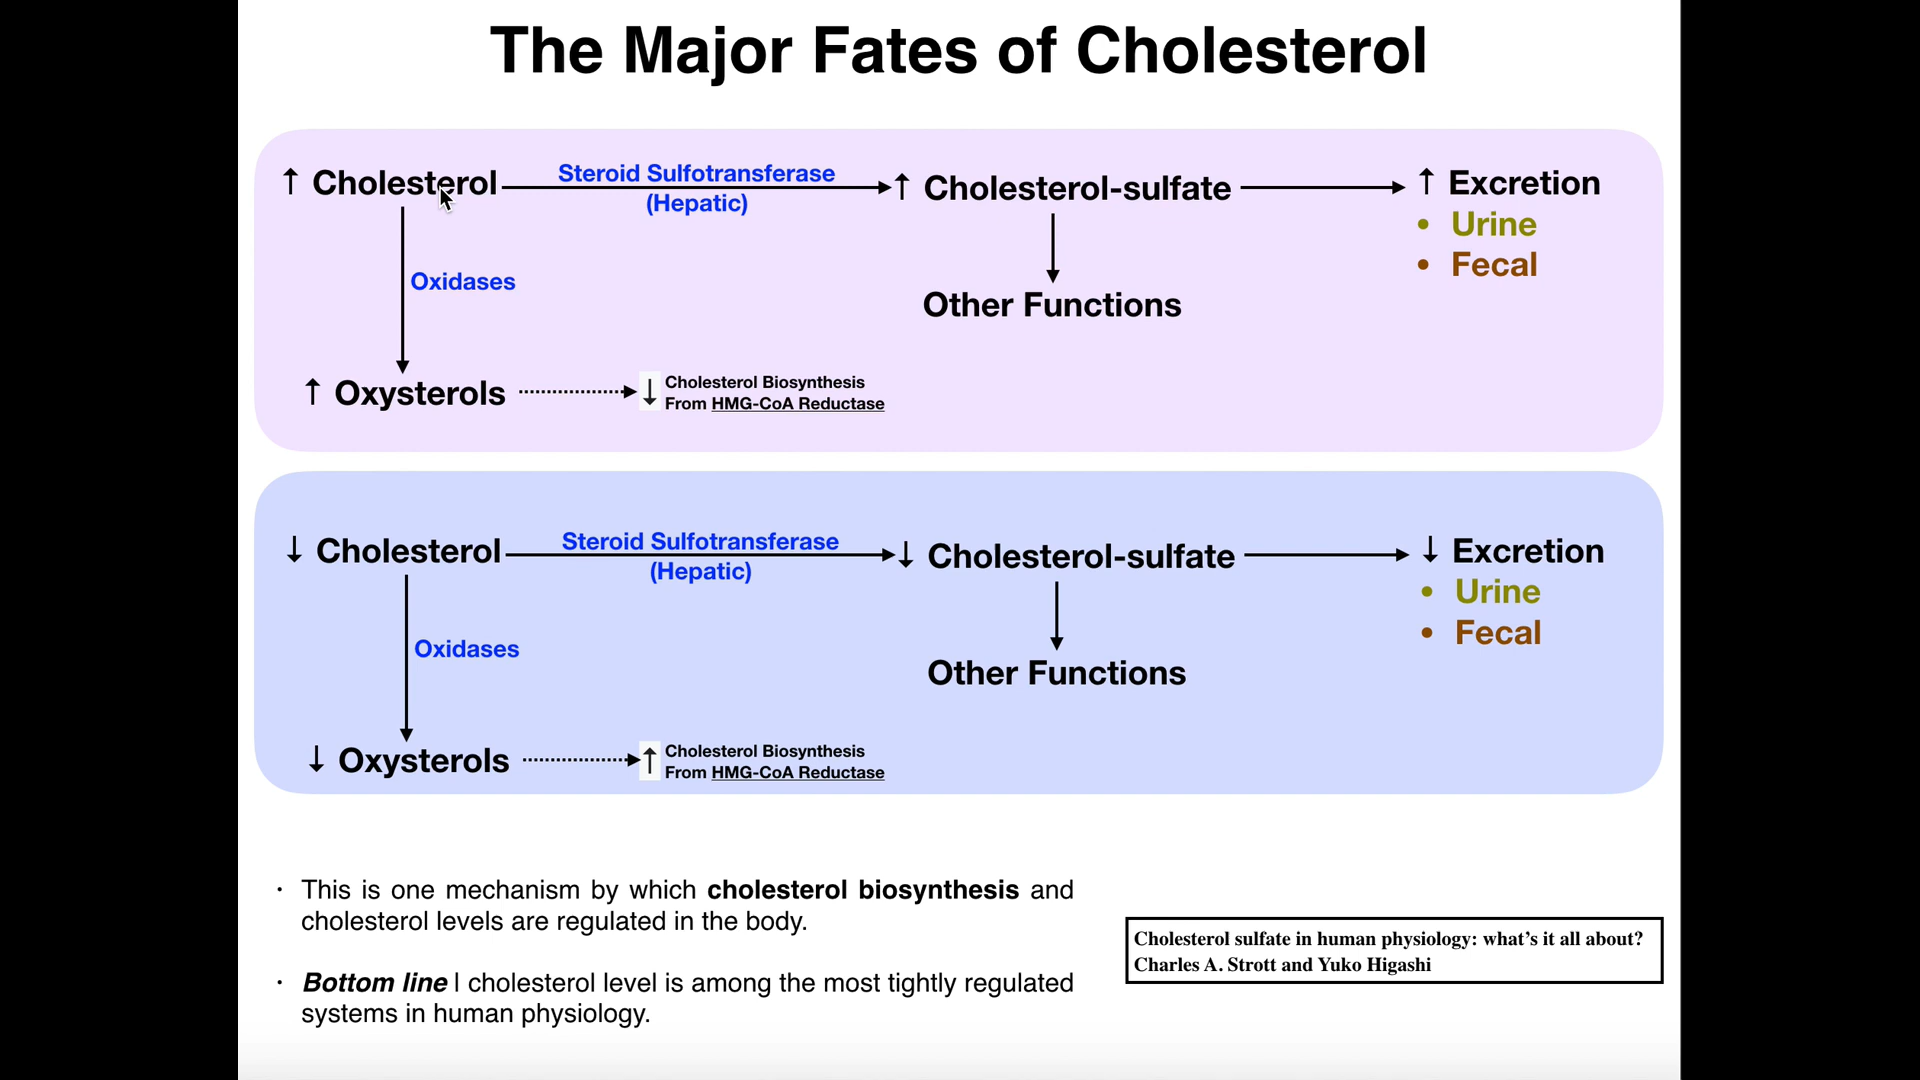 The Major Fates of Cholesterol
↑ Cholesterol
Steroid Sulfotransferase
(Hepatic)
↑ Cholesterol-sulfate
↑ Excretion
• Urine
• Fecal
Oxidases
Other Functions
↑ Oxysterols
↓ Cholesterol Biosynthesis
From HMG-CoA Reductase
↓ Cholesterol
Steroid Sulfotransferase
(Hepatic)
↓ Cholesterol-sulfate
↓ Excretion
• Urine
• Fecal
Oxidases
Other Functions
↓ Oxysterols
↑ Cholesterol Biosynthesis
From HMG-CoA Reductase
· This is one mechanism by which cholesterol biosynthesis and
cholesterol levels are regulated in the body.
· Bottom line | cholesterol level is among the most tightly regulated
systems in human physiology.
Cholesterol sulfate in human physiology: what's it all about?
Charles A. Strott and Yuko Higashi